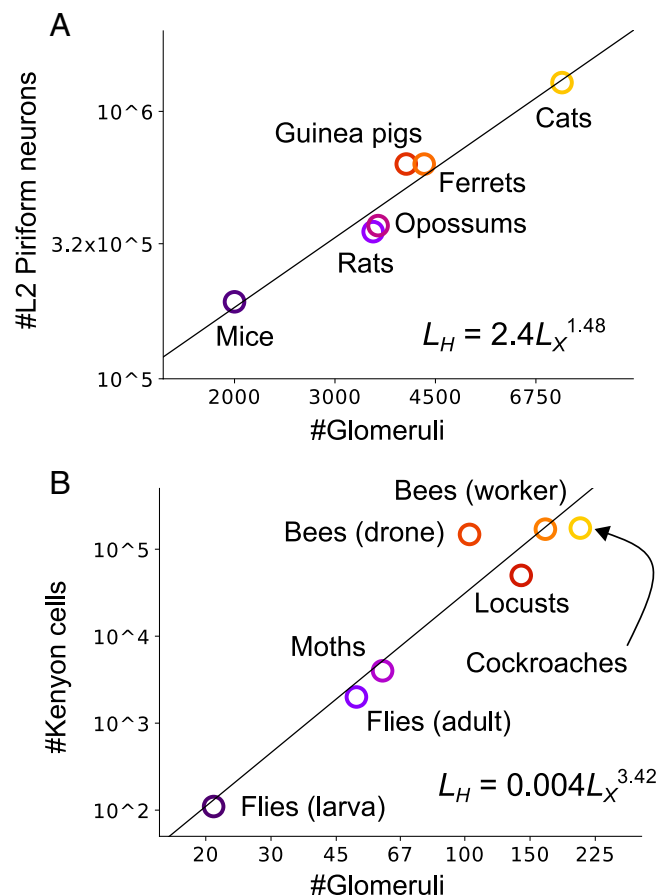 A
#L2 Piriform neurons
10^6
3.2x10^5
10^5
Guinea pigs
Cats
Ferrets
Opossums
Rats
Mice
L_H = 2.4L_X^1.48
2000 3000 4500 6750
#Glomeruli
B
#Kenyon cells
10^5
10^4
10^3
10^2
Bees (worker)
Bees (drone)
Locusts
Moths
Cockroaches
Flies (adult)
L_H = 0.004L_X^3.42
Flies (larva)
20 30 45 67 100 150 225
#Glomeruli